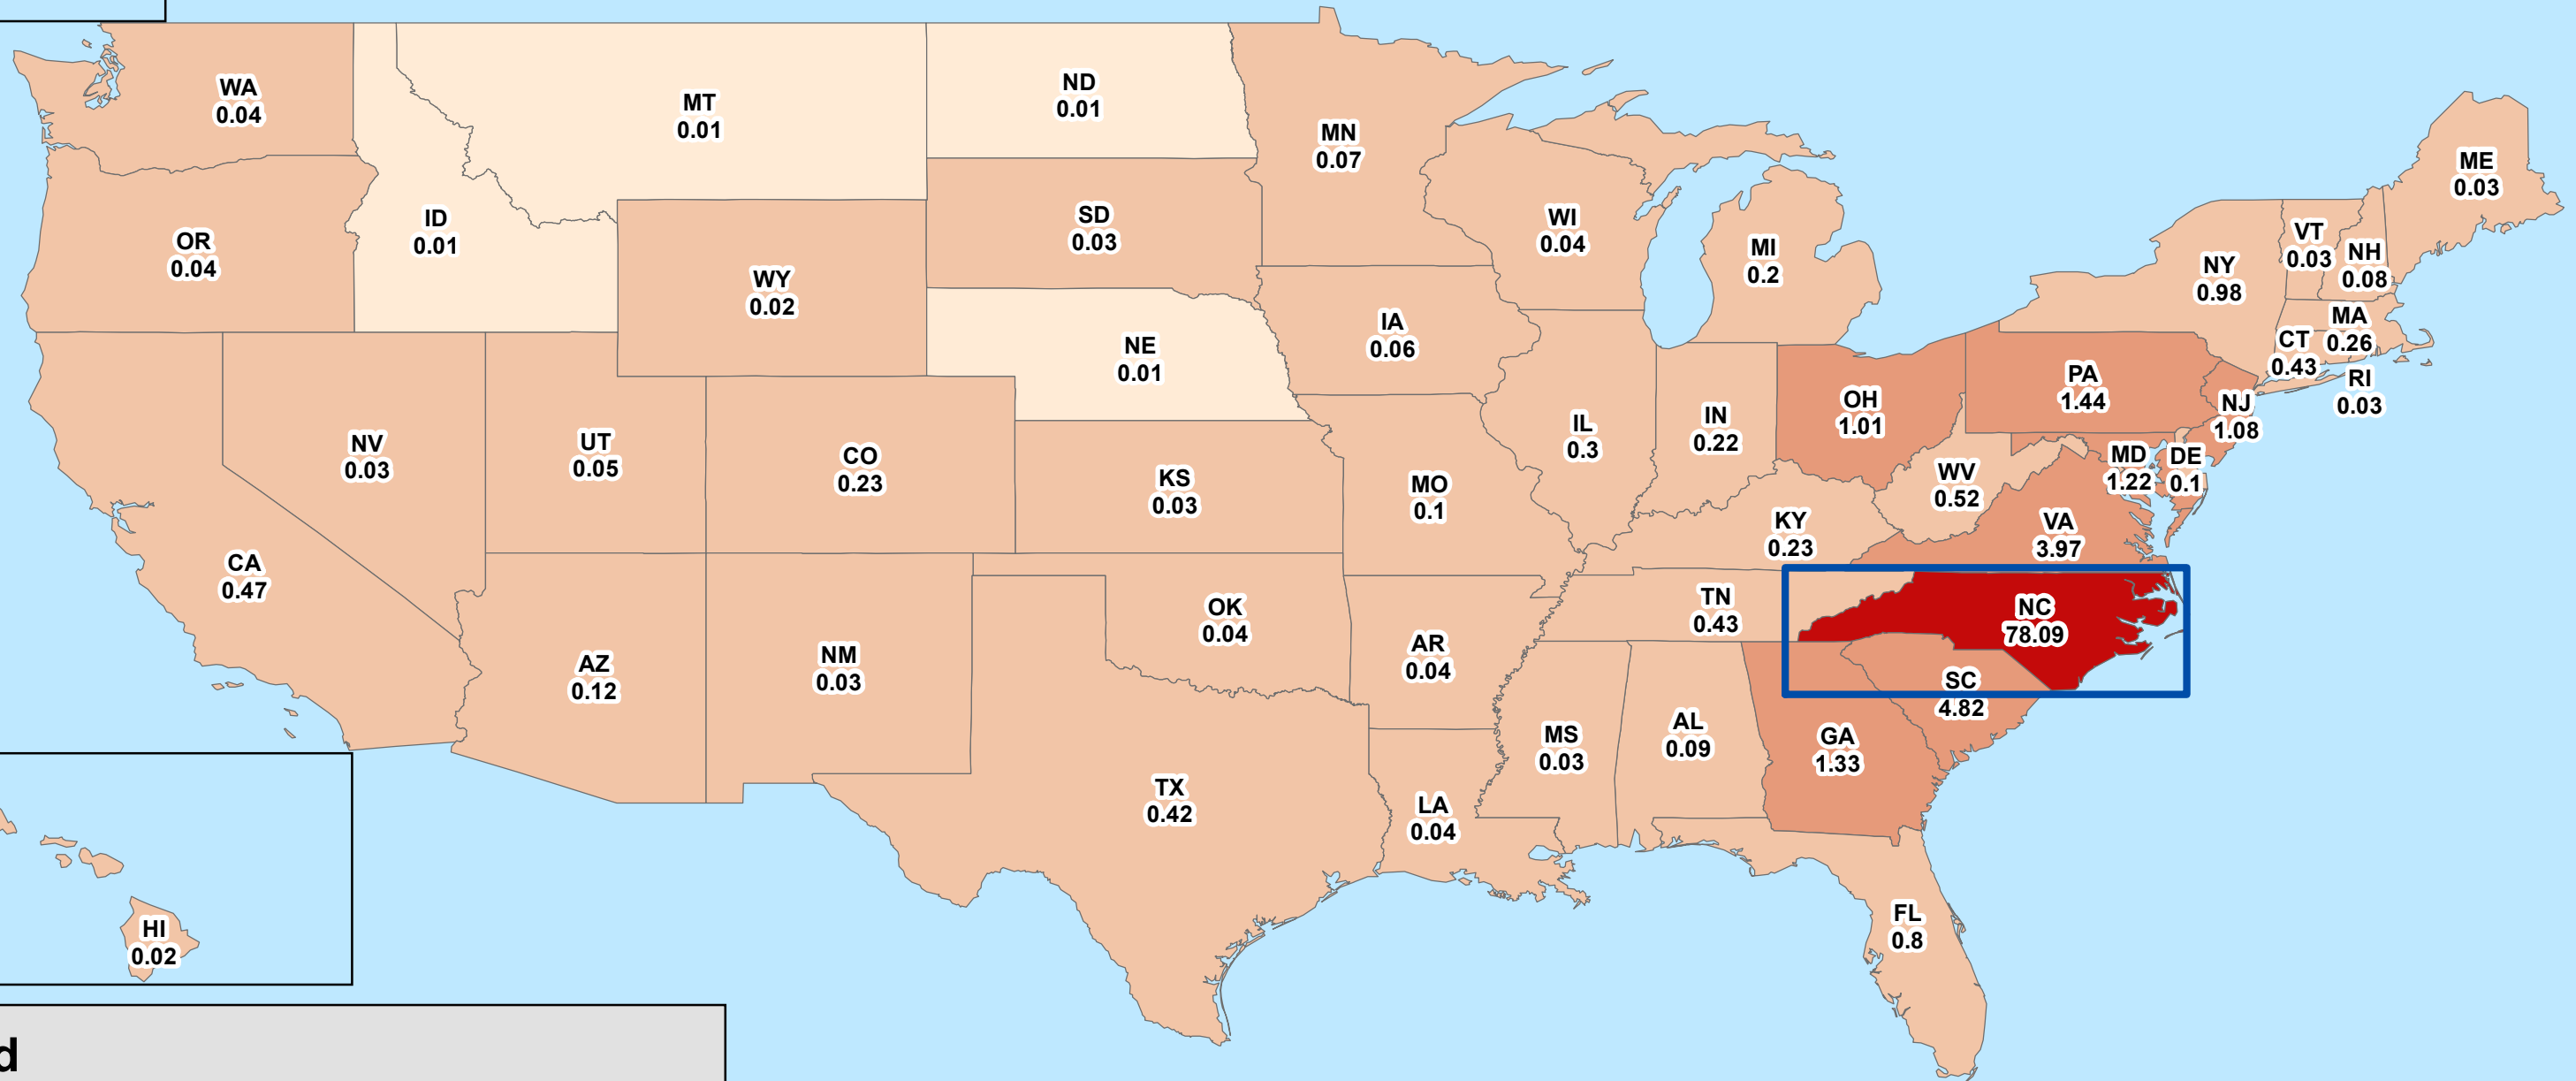 WA
0.04
MT
0.01
ND
0.01
MN
0.07
ME
0.03
OR
0.04
ID
0.01
SD
0.03
WI
0.04
MI
0.2
VT
0.03
NH
0.08
NY
0.98
WY
0.02
IA
0.06
MA
0.26
CT
0.43
RI
0.03
NE
0.01
PA
1.44
NJ
1.08
OH
1.01
IN
0.22
IL
0.3
NV
0.03
UT
0.05
CO
0.23
KS
0.03
MO
0.1
WV
0.52
MD
1.22
DE
0.1
KY
0.23
VA
3.97
CA
0.47
AZ
0.12
NM
0.03
OK
0.04
AR
0.04
TN
0.43
NC
78.09
SC
4.82
MS
0.03
AL
0.09
GA
1.33
TX
0.42
LA
0.04
FL
0.8
HI
0.02
d